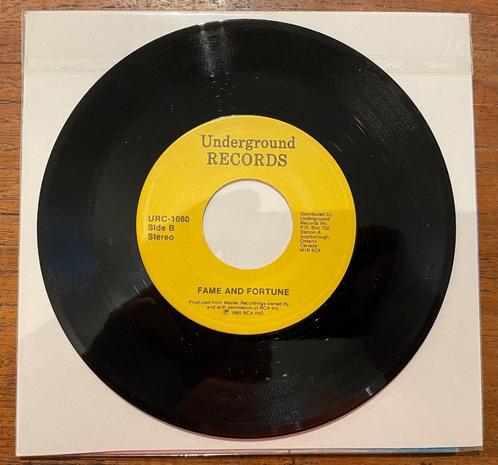 Underground
RECORDS
URC-1080
Side B
Stereo
Distributed by
Underground
Records Inc.
P.O. Box 752
Station A,
Scarborough,
Ontario
Canada
M1K 5C4
FAME AND FORTUNE
Produced from Master Recordings owned by
and with permission of RCA Inc
℗ 1985 RCA INC